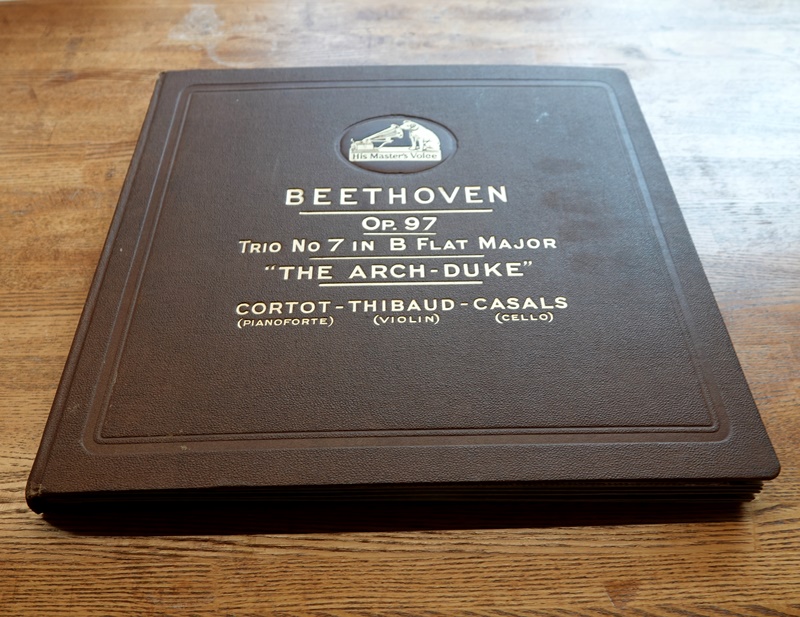 His Master's Voice
BEETHOVEN
OP. 97
TRIO NO 7 IN B FLAT MAJOR
"THE ARCH-DUKE"
CORTOT-THIBAUD-CASALS
(PIANOFORTE) (VIOLIN) (CELLO)